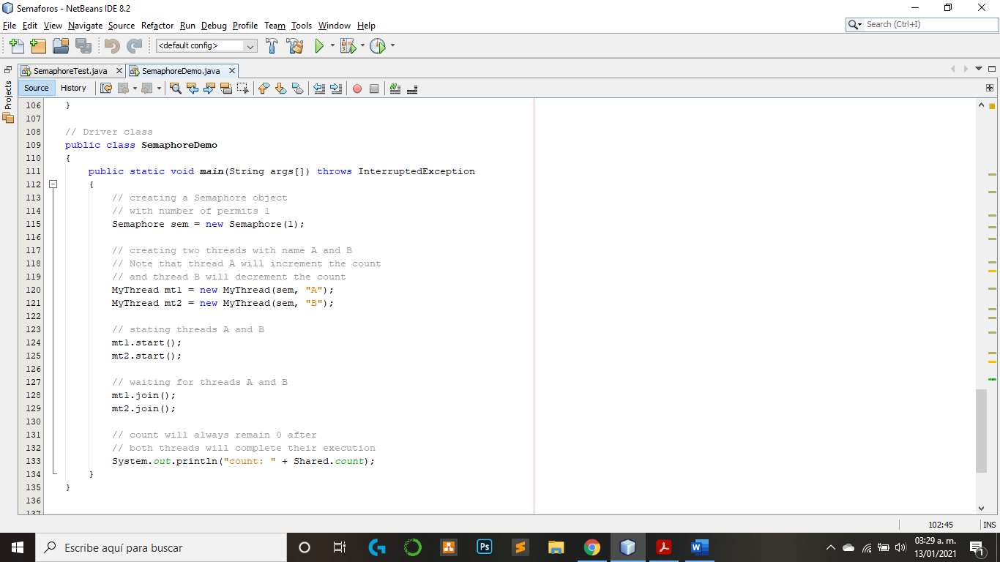 Semaforos - NetBeans IDE 8.2
File Edit View Navigate Source Refactor Run Debug Profile Team Tools Window Help
Search (Ctrl+I)
<default config>
Projects
SemaphoreTest.java
SemaphoreDemo.java
Source History
106 }
107
108 // Driver class
109 public class SemaphoreDemo
110 {
111 public static void main(String args[]) throws InterruptedException
112 {
113 // creating a Semaphore object
114 // with number of permits 1
115 Semaphore sem = new Semaphore(1);
116
117 // creating two threads with name A and B
118 // Note that thread A will increment the count
119 // and thread B will decrement the count
120 MyThread mt1 = new MyThread(sem, "A");
121 MyThread mt2 = new MyThread(sem, "B");
122
123 // stating threads A and B
124 mt1.start();
125 mt2.start();
126
127 // waiting for threads A and B
128 mt1.join();
129 mt2.join();
130
131 // count will always remain 0 after
132 // both threads will complete their execution
133 System.out.println("count: " + Shared.count);
134 }
135 }
136
137
102:45 INS
Escribe aquí para buscar
Ps
W
03:29 a. m.
13/01/2021
1